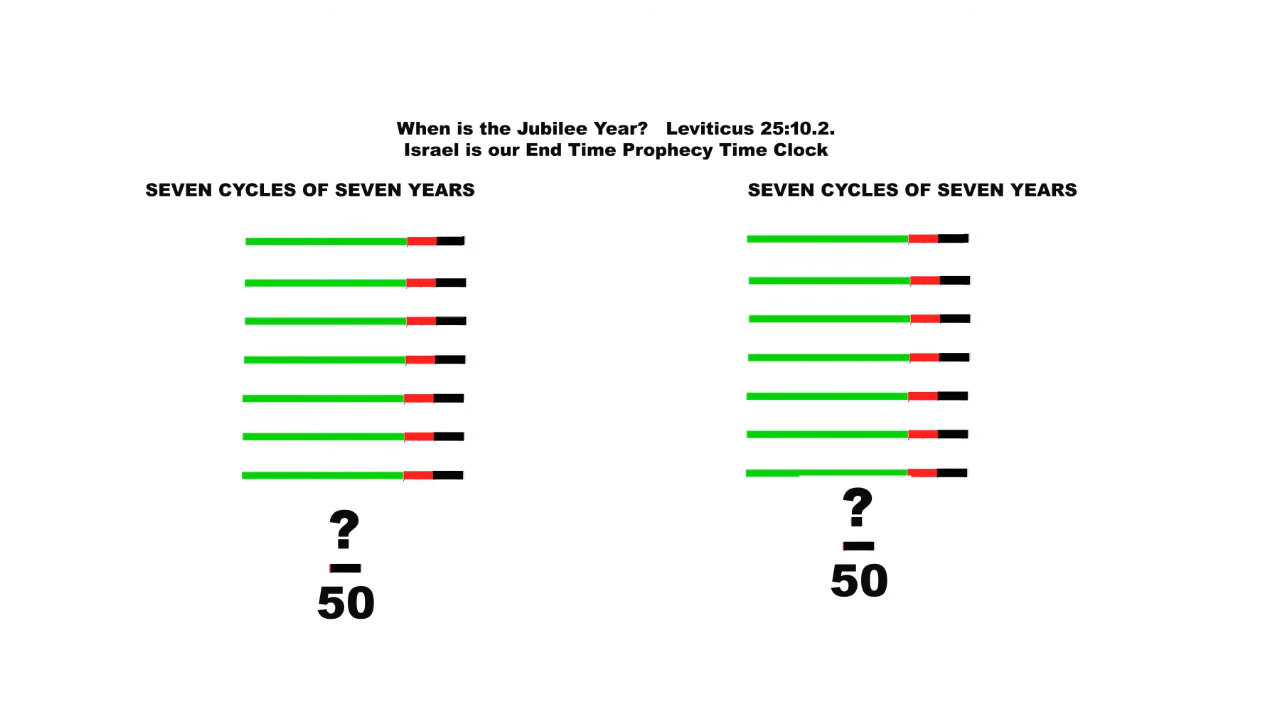 When is the Jubilee Year? Leviticus 25:10.2.
Israel is our End Time Prophecy Time Clock
SEVEN CYCLES OF SEVEN YEARS
SEVEN CYCLES OF SEVEN YEARS
?
50
?
50